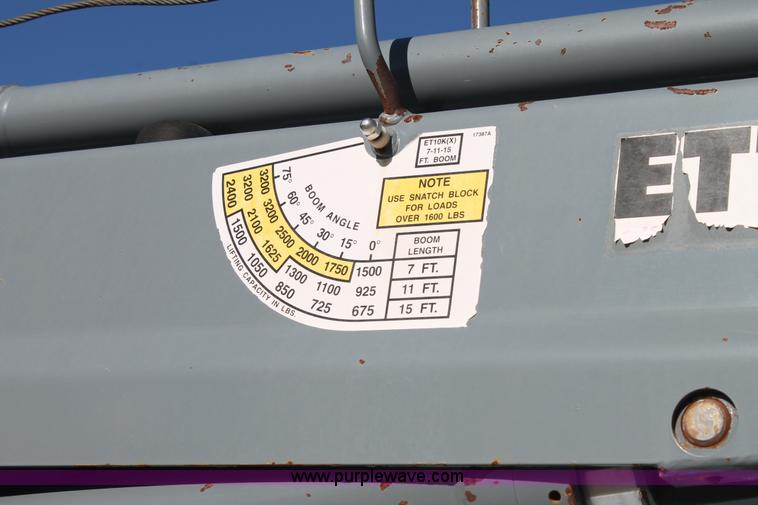 17387A
ET10K(X)
7-11-15
FT. BOOM
NOTE
USE SNATCH BLOCK
FOR LOADS
OVER 1600 LBS
BOOM ANGLE
75° 60° 45° 30° 15° 0°
BOOM
LENGTH
3200 3200 2500 2000 1750 1500 7 FT.
3200 2100 1625 1300 1100 925 11 FT.
2400 1500 1050 850 725 675 15 FT.
LIFTING CAPACITY IN LBS.
ET
www.purplewave.com